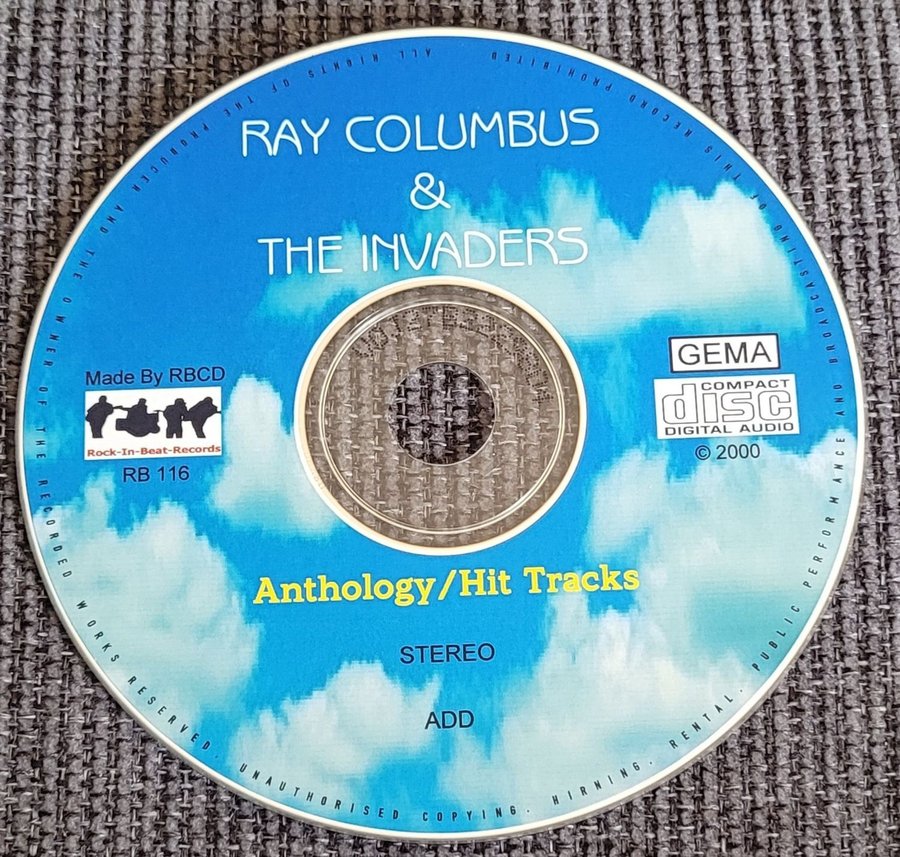 RAY COLUMBUS
&
THE INVADERS
Made By RBCD
Rock-In-Beat-Records
RB 116
GEMA
COMPACT
disc
DIGITAL AUDIO
© 2000
Anthology/Hit Tracks
STEREO
ADD
ALL RIGHTS OF THE PRODUCER AND THE OWNER OF THE RECORDED WORKS RESERVED. UNAUTHORISED COPYING. HIRNING. RENTAL. PUBLIC PERFORMANCE AND BROADCASTING OF THIS RECORD PROHIBITED